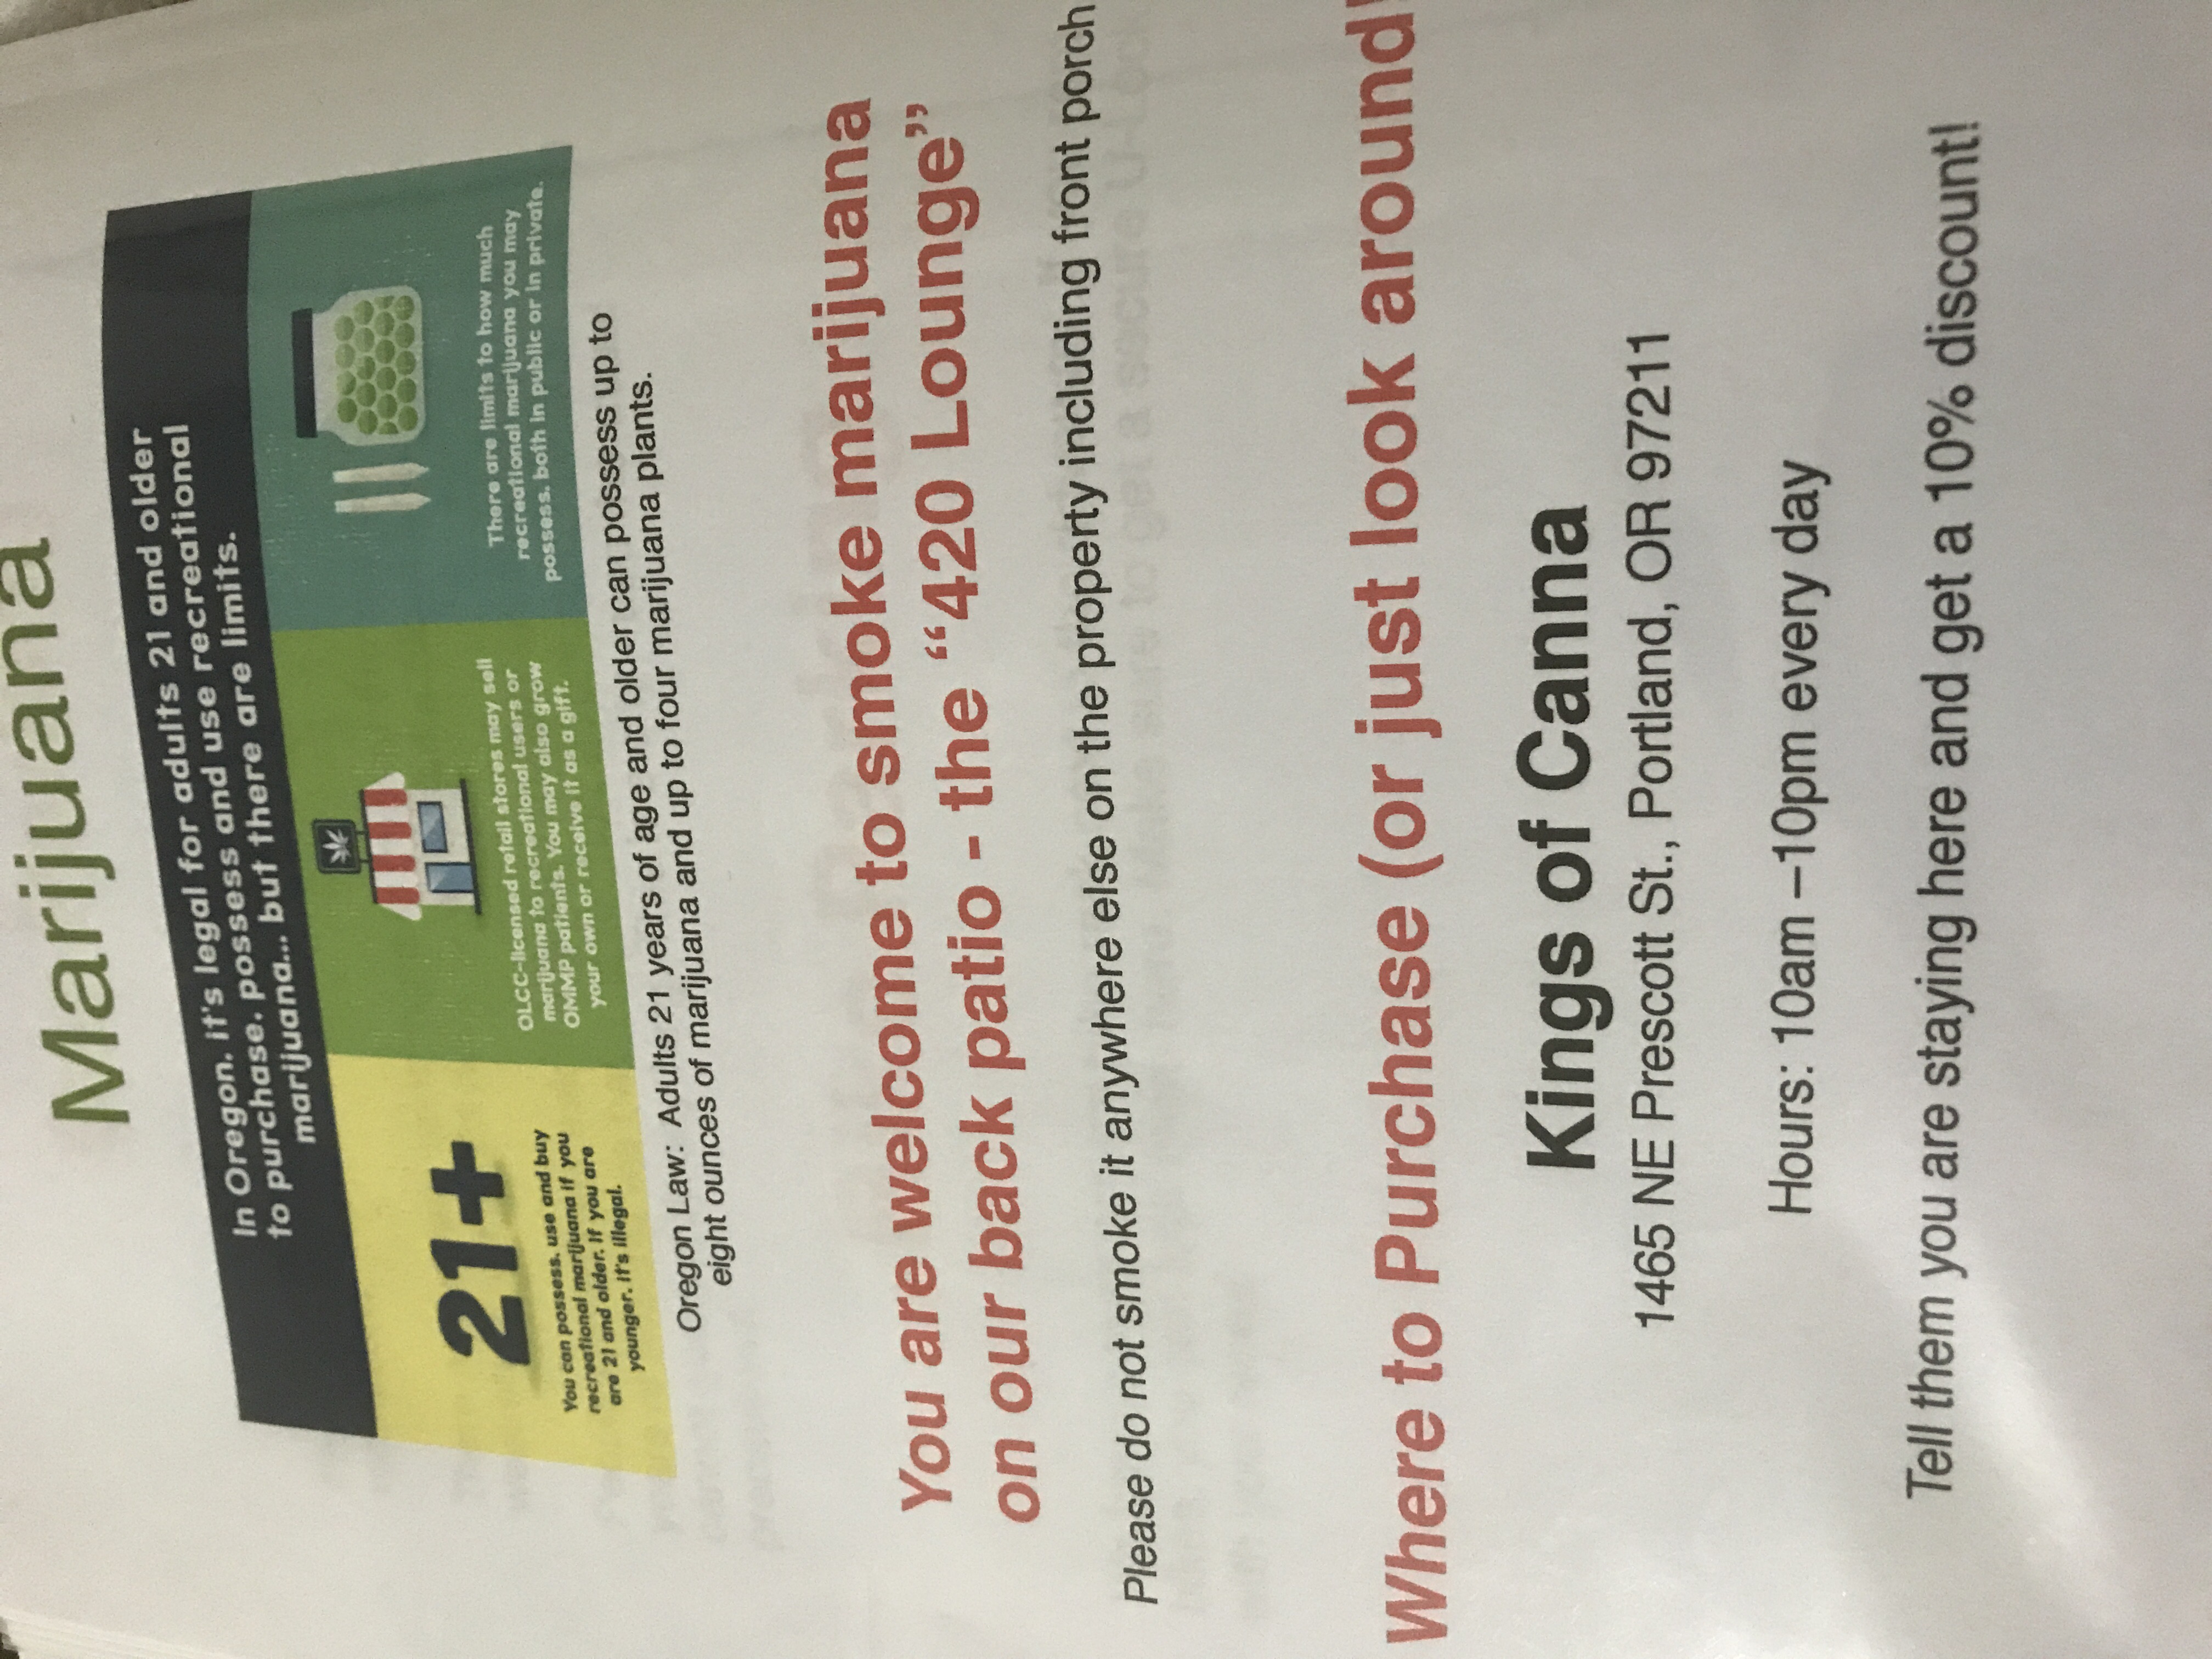 Marijuana
In Oregon, it's legal for adults 21 and older
to purchase, possess and use recreational
marijuana... but there are limits.
21+
You can possess, use and buy
recreational marijuana if you
are 21 and older. If you are
younger, it's illegal.
OLCC-licensed retail stores may sell
marijuana to recreational users or
OMMP patients. You may also grow
your own or receive it as a gift.
There are limits to how much
recreational marijuana you may
possess, both in public or in private.
Oregon Law: Adults 21 years of age and older can possess up to
eight ounces of marijuana and up to four marijuana plants.
You are welcome to smoke marijuana
on our back patio - the “420 Lounge”
Please do not smoke it anywhere else on the property including front porch
Where to Purchase (or just look around!
Kings of Canna
1465 NE Prescott St., Portland, OR 97211
Hours: 10am –10pm every day
Tell them you are staying here and get a 10% discount!